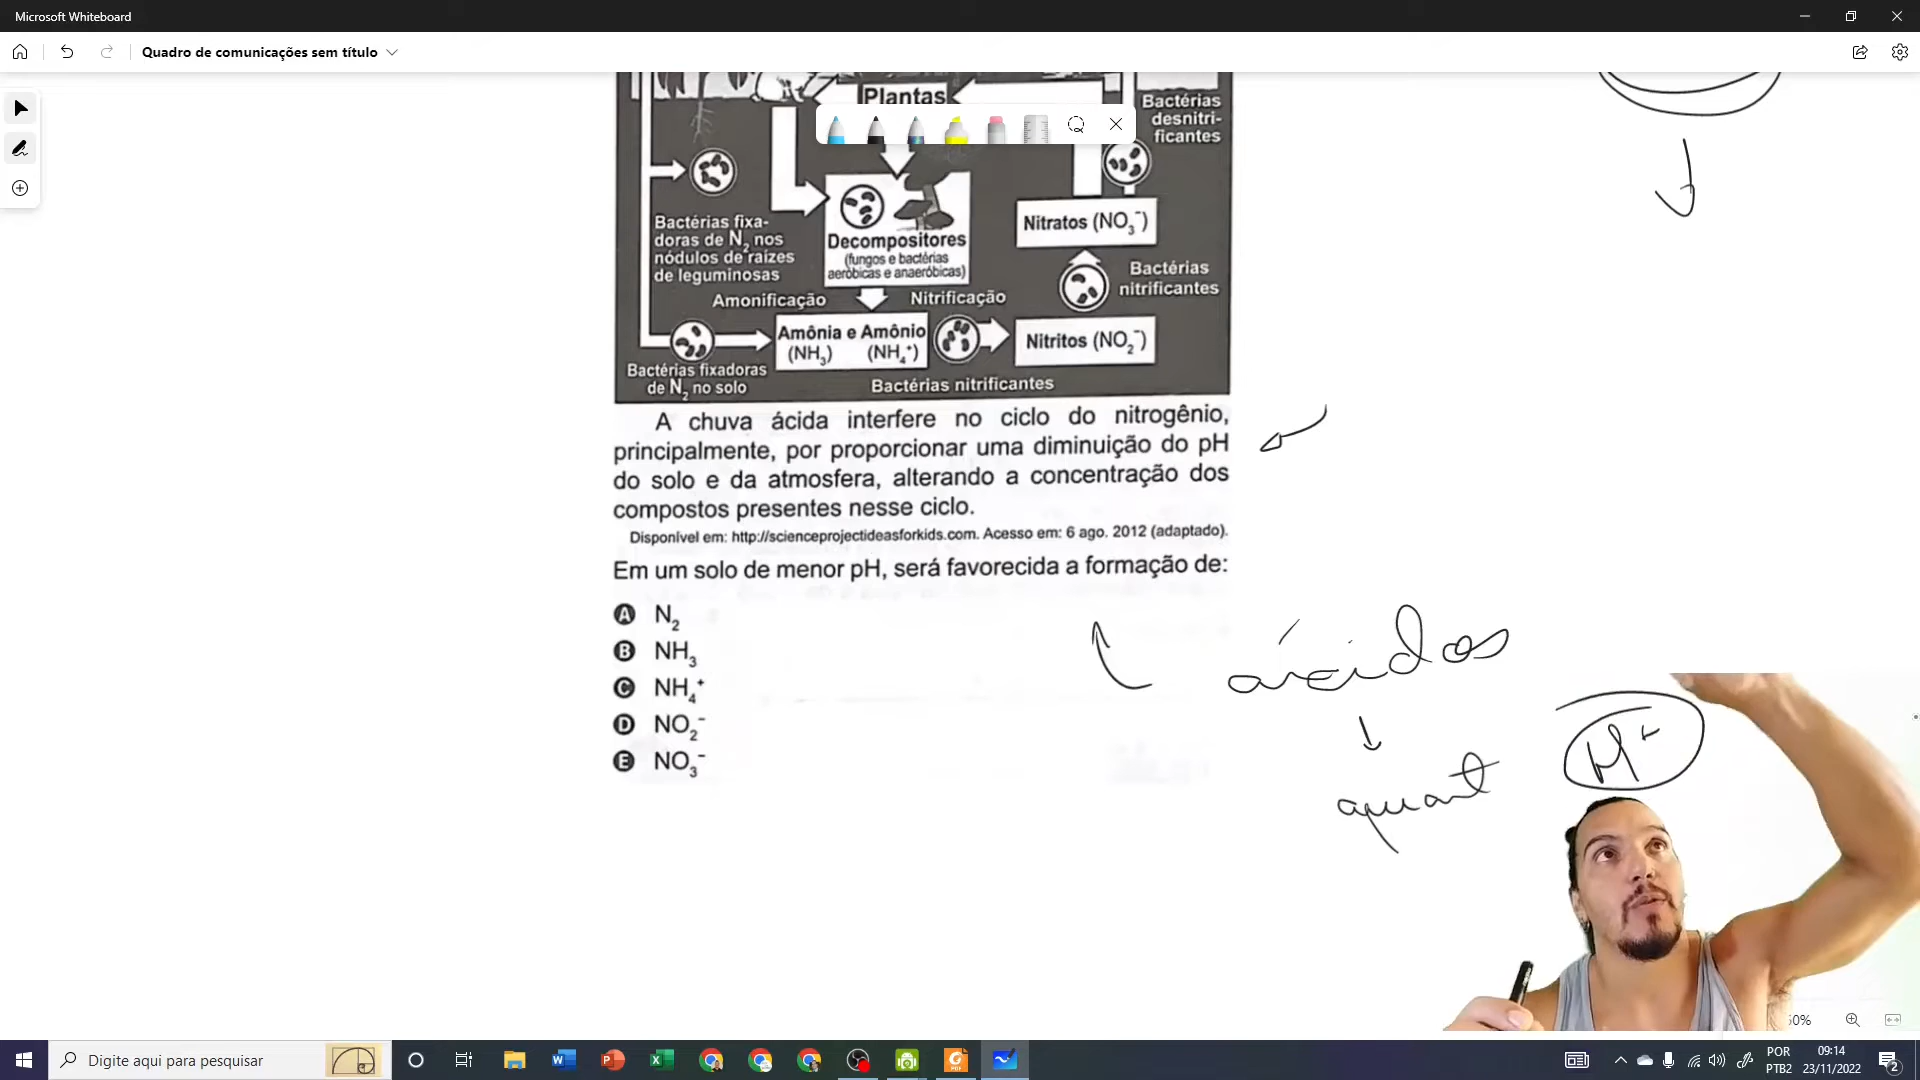 Microsoft Whiteboard
Quadro de comunicações sem título
Plantas
Bactérias
desnitri-
ficantes
Bactérias fixa-
doras de N₂ nos
nódulos de raízes
de leguminosas
Decompositores
(fungos e bactérias
aeróbicas e anaeróbicas)
Nitratos (NO₃⁻)
Bactérias
nitrificantes
Amonificação
Nitrificação
Amônia e Amônio
(NH₃) (NH₄⁺)
Nitritos (NO₂⁻)
Bactérias fixadoras
de N₂ no solo
Bactérias nitrificantes
A chuva ácida interfere no ciclo do nitrogênio,
principalmente, por proporcionar uma diminuição do pH
do solo e da atmosfera, alterando a concentração dos
compostos presentes nesse ciclo.
Disponível em: http://scienceprojectideasforkids.com. Acesso em: 6 ago. 2012 (adaptado).
Em um solo de menor pH, será favorecida a formação de:
A N₂
B NH₃
C NH₄⁺
D NO₂⁻
E NO₃⁻
ácidos
H⁺
Digite aqui para pesquisar
POR
PTB2
09:14
23/11/2022
2